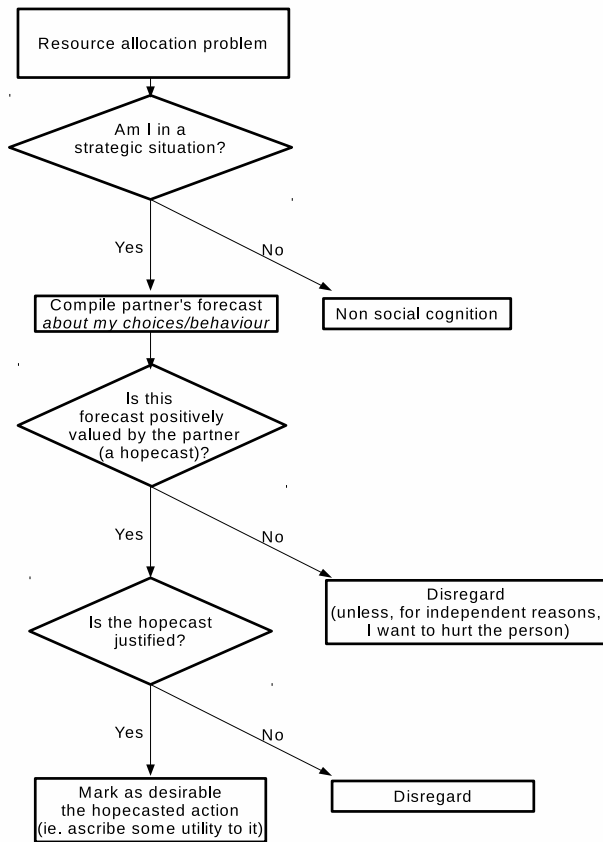 Resource allocation problem
Am I in a
strategic situation?
Yes
No
Compile partner's forecast
about my choices/behaviour
Non social cognition
Is this
forecast positively
valued by the partner
(a hopecast)?
Yes
No
Disregard
(unless, for independent reasons,
I want to hurt the person)
Is the hopecast
justified?
Yes
No
Mark as desirable
the hopecasted action
(ie. ascribe some utility to it)
Disregard